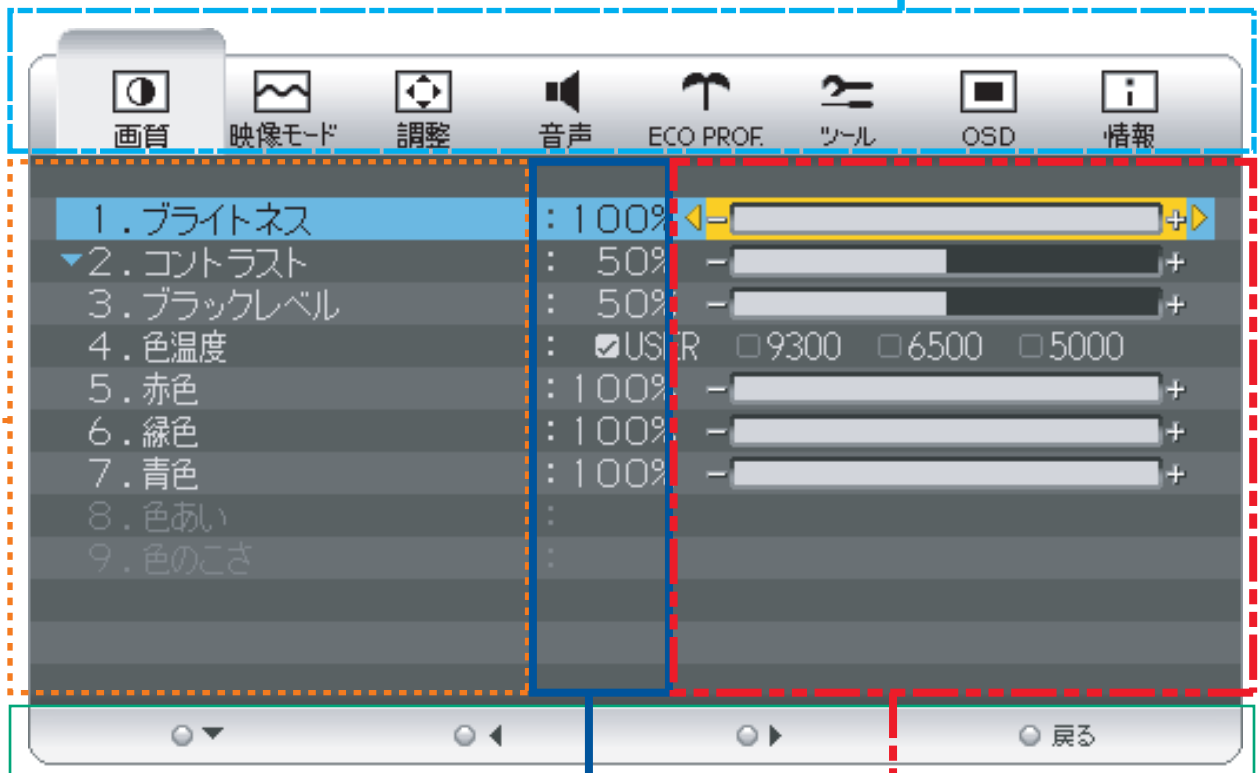 画質 映像モード 調整 音声 ECO PROF. ツール OSD 情報
1.ブライトネス :100% - +
2.コントラスト : 50% - +
3.ブラックレベル : 50% - +
4.色温度 : USER 9300 6500 5000
5.赤色 :100% - +
6.緑色 :100% - +
7.青色 :100% - +
8.色あい :
9.色のこさ :
戻る